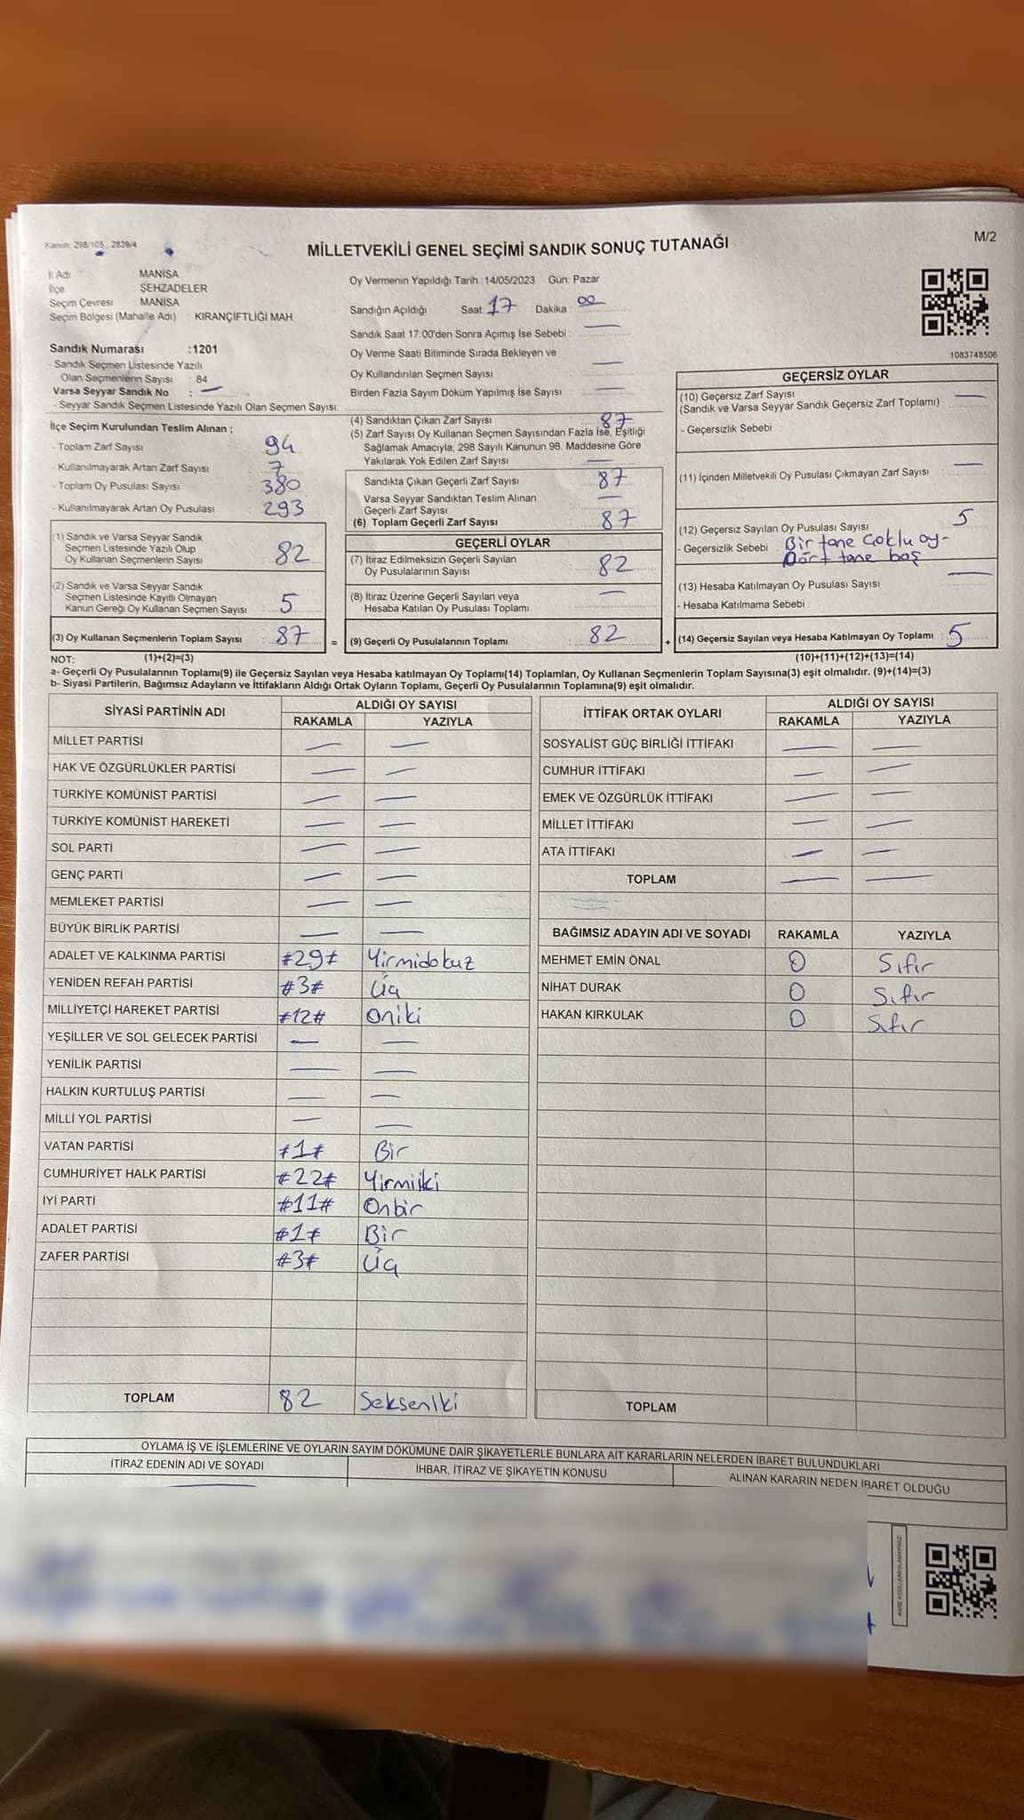 Kanun: 298/105, 2839/4
MİLLETVEKİLİ GENEL SEÇİMİ SANDIK SONUÇ TUTANAĞI
M/2
İl Adı MANİSA
İlçe ŞEHZADELER
Seçim Çevresi MANİSA
Seçim Bölgesi (Mahalle Adı) KIRANÇİFTLİĞİ MAH
Sandık Numarası :1201
- Sandık Seçmen Listesinde Yazılı
Olan Seçmenlerin Sayısı : 84
Varsa Seyyar Sandık No : —
- Seyyar Sandık Seçmen Listesinde Yazılı Olan Seçmen Sayısı
Oy Vermenin Yapıldığı Tarih :14/05/2023 Gün: Pazar
Sandığın Açıldığı Saat 17 Dakika 00
Sandık Saat 17:00'den Sonra Açımış İse Sebebi : —
Oy Verme Saati Bitiminde Sırada Bekleyen ve
Oy Kullandırılan Seçmen Sayısı —
Birden Fazla Sayım Döküm Yapılmış İse Sayısı —
1083748506
İlçe Seçim Kurulundan Teslim Alınan ;
- Toplam Zarf Sayısı 94
- Kullanılmayarak Artan Zarf Sayısı 7
- Toplam Oy Pusulası Sayısı 380
- Kullanılmayarak Artan Oy Pusulası 293
(1) Sandık ve Varsa Seyyar Sandık
Seçmen Listesinde Yazılı Olup
Oy Kullanan Seçmenlerin Sayısı 82
(2) Sandık ve Varsa Seyyar Sandık
Seçmen Listesinde Kayıtlı Olmayan
Kanun Gereği Oy Kullanan Seçmen Sayısı 5
(3) Oy Kullanan Seçmenlerin Toplam Sayısı 87 =
(4) Sandıktan Çıkan Zarf Sayısı 87
(5) Zarf Sayısı Oy Kullanan Seçmen Sayısından Fazla İse, Eşitliği
Sağlamak Amacıyla, 298 Sayılı Kanunun 98. Maddesine Göre
Yakılarak Yok Edilen Zarf Sayısı —
Sandıkta Çıkan Geçerli Zarf Sayısı 87
Varsa Seyyar Sandıktan Teslim Alınan
Geçerli Zarf Sayısı —
(6) Toplam Geçerli Zarf Sayısı 87
GEÇERLİ OYLAR
(7) İtiraz Edilmeksizin Geçerli Sayılan
Oy Pusulalarının Sayısı 82
(8) İtiraz Üzerine Geçerli Sayılan veya
Hesaba Katılan Oy Pusulası Toplamı —
(9) Geçerli Oy Pusulalarının Toplamı 82 +
GEÇERSİZ OYLAR
(10) Geçersiz Zarf Sayısı —
(Sandık ve Varsa Seyyar Sandık Geçersiz Zarf Toplamı)
- Geçersizlik Sebebi
(11) İçinden Milletvekili Oy Pusulası Çıkmayan Zarf Sayısı —
(12) Geçersiz Sayılan Oy Pusulası Sayısı 5
- Geçersizlik Sebebi Bir tane Çoklu oy-
Dört tane boş
(13) Hesaba Katılmayan Oy Pusulası Sayısı —
- Hesaba Katılmama Sebebi
(14) Geçersiz Sayılan veya Hesaba Katılmayan Oy Toplamı 5
NOT: (1)+(2)=(3)
(10)+(11)+(12)+(13)=(14)
a- Geçerli Oy Pusulalarının Toplamı(9) ile Geçersiz Sayılan veya Hesaba katılmayan Oy Toplamı(14) Toplamları, Oy Kullanan Seçmenlerin Toplam Sayısına(3) eşit olmalıdır. (9)+(14)=(3)
b- Siyasi Partilerin, Bağımsız Adayların ve İttifakların Aldığı Ortak Oyların Toplamı, Geçerli Oy Pusulalarının Toplamına(9) eşit olmalıdır.
SİYASİ PARTİNİN ADI ALDIĞI OY SAYISI
RAKAMLA YAZIYLA
MİLLET PARTİSİ — —
HAK VE ÖZGÜRLÜKLER PARTİSİ — —
TÜRKİYE KOMÜNİST PARTİSİ — —
TÜRKİYE KOMÜNİST HAREKETİ — —
SOL PARTİ — —
GENÇ PARTİ — —
MEMLEKET PARTİSİ — —
BÜYÜK BİRLİK PARTİSİ — —
ADALET VE KALKINMA PARTİSİ #29# Yirmidokuz
YENİDEN REFAH PARTİSİ #3# Üç
MİLLİYETÇİ HAREKET PARTİSİ #12# Oniki
YEŞİLLER VE SOL GELECEK PARTİSİ — —
YENİLİK PARTİSİ — —
HALKIN KURTULUŞ PARTİSİ — —
MİLLİ YOL PARTİSİ — —
VATAN PARTİSİ #1# Bir
CUMHURİYET HALK PARTİSİ #22# Yirmiiki
İYİ PARTİ #11# Onbir
ADALET PARTİSİ #1# Bir
ZAFER PARTİSİ #3# Üç
TOPLAM 82 Sekseniki
İTTİFAK ORTAK OYLARI ALDIĞI OY SAYISI
RAKAMLA YAZIYLA
SOSYALİST GÜÇ BİRLİĞİ İTTİFAKI — —
CUMHUR İTTİFAKI — —
EMEK VE ÖZGÜRLÜK İTTİFAKI — —
MİLLET İTTİFAKI — —
ATA İTTİFAKI — —
TOPLAM — —
BAĞIMSIZ ADAYIN ADI VE SOYADI RAKAMLA YAZIYLA
MEHMET EMİN ÖNAL 0 Sıfır
NİHAT DURAK 0 Sıfır
HAKAN KIRKULAK 0 Sıfır
TOPLAM
OYLAMA İŞ VE İŞLEMLERİNE VE OYLARIN SAYIM DÖKÜMÜNE DAİR ŞİKAYETLERLE BUNLARA AİT KARARLARIN NELERDEN İBARET BULUNDUKLARI
İTİRAZ EDENİN ADI VE SOYADI İHBAR, İTİRAZ VE ŞİKAYETİN KONUSU ALINAN KARARIN NEDEN İBARET OLDUĞU